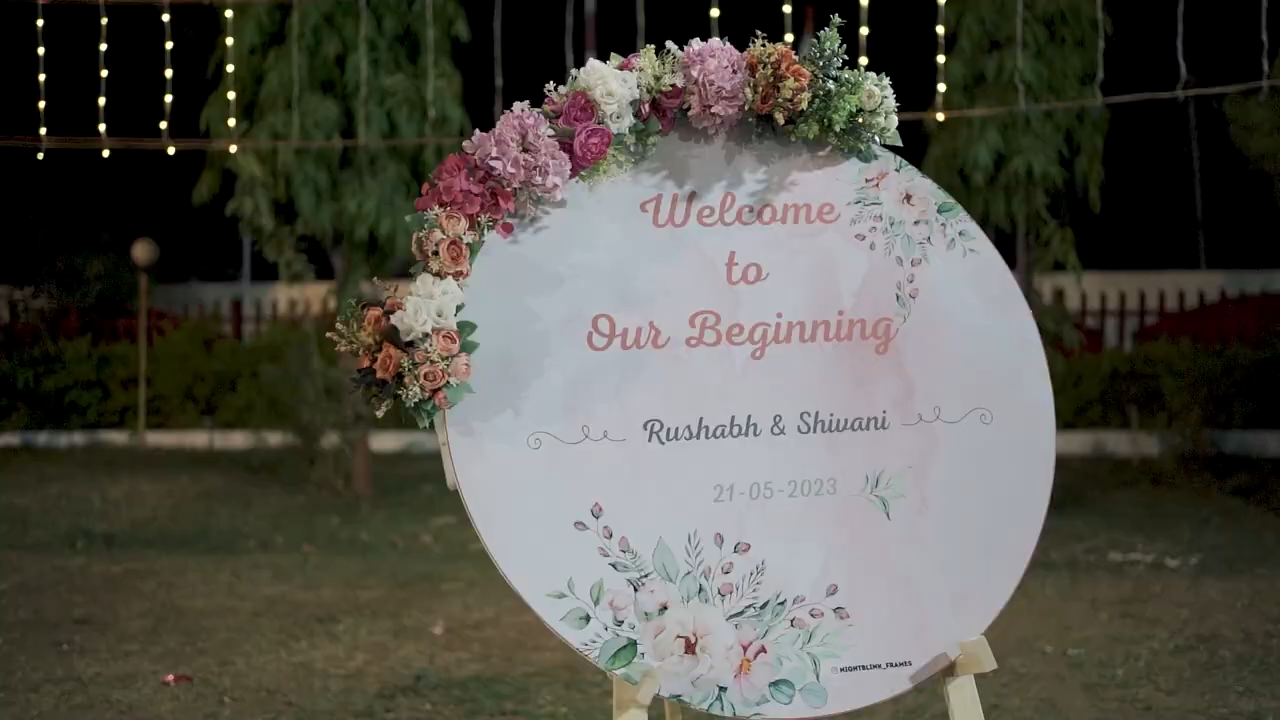 Welcome
to
Our Beginning
Rushabh & Shivani
21-05-2023
NIGHTBLINK_FRAMES